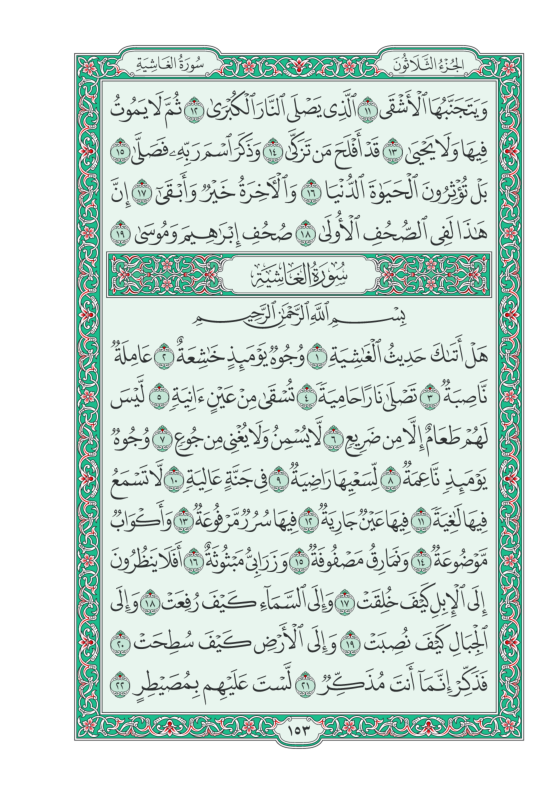 الجُزْءُ الثَّلَاثُونَ
سُورَةُ الغَاشِيَةِ
وَيَتَجَنَّبُهَا ٱلْأَشْقَى ١١ ٱلَّذِى يَصْلَى ٱلنَّارَ ٱلْكُبْرَىٰ ١٢ ثُمَّ لَا يَمُوتُ
فِيهَا وَلَا يَحْيَىٰ ١٣ قَدْ أَفْلَحَ مَن تَزَكَّىٰ ١٤ وَذَكَرَ ٱسْمَ رَبِّهِۦ فَصَلَّىٰ ١٥
بَلْ تُؤْثِرُونَ ٱلْحَيَوٰةَ ٱلدُّنْيَا ١٦ وَٱلْـَٔاخِرَةُ خَيْرٌ وَأَبْقَىٰٓ ١٧ إِنَّ
هَـٰذَا لَفِى ٱلصُّحُفِ ٱلْأُولَىٰ ١٨ صُحُفِ إِبْرَٰهِيمَ وَمُوسَىٰ ١٩
سُورَةُ الغَاشِيَةِ
بِسْمِ ٱللَّهِ ٱلرَّحْمَـٰنِ ٱلرَّحِيمِ
هَلْ أَتَىٰكَ حَدِيثُ ٱلْغَـٰشِيَةِ ١ وُجُوهٌ يَوْمَئِذٍ خَـٰشِعَةٌ ٢ عَامِلَةٌ
نَّاصِبَةٌ ٣ تَصْلَىٰ نَارًا حَامِيَةً ٤ تُسْقَىٰ مِنْ عَيْنٍ ءَانِيَةٍ ٥ لَّيْسَ
لَهُمْ طَعَامٌ إِلَّا مِن ضَرِيعٍ ٦ لَّا يُسْمِنُ وَلَا يُغْنِى مِن جُوعٍ ٧ وُجُوهٌ
يَوْمَئِذٍ نَّاعِمَةٌ ٨ لِّسَعْيِهَا رَاضِيَةٌ ٩ فِى جَنَّةٍ عَالِيَةٍ ١٠ لَّا تَسْمَعُ
فِيهَا لَـٰغِيَةً ١١ فِيهَا عَيْنٌ جَارِيَةٌ ١٢ فِيهَا سُرُرٌ مَّرْفُوعَةٌ ١٣ وَأَكْوَابٌ
مَّوْضُوعَةٌ ١٤ وَنَمَارِقُ مَصْفُوفَةٌ ١٥ وَزَرَابِىُّ مَبْثُوثَةٌ ١٦ أَفَلَا يَنظُرُونَ
إِلَى ٱلْإِبِلِ كَيْفَ خُلِقَتْ ١٧ وَإِلَى ٱلسَّمَآءِ كَيْفَ رُفِعَتْ ١٨ وَإِلَى
ٱلْجِبَالِ كَيْفَ نُصِبَتْ ١٩ وَإِلَى ٱلْأَرْضِ كَيْفَ سُطِحَتْ ٢٠
فَذَكِّرْ إِنَّمَآ أَنتَ مُذَكِّرٌ ٢١ لَّسْتَ عَلَيْهِم بِمُصَيْطِرٍ ٢٢
١٥٣